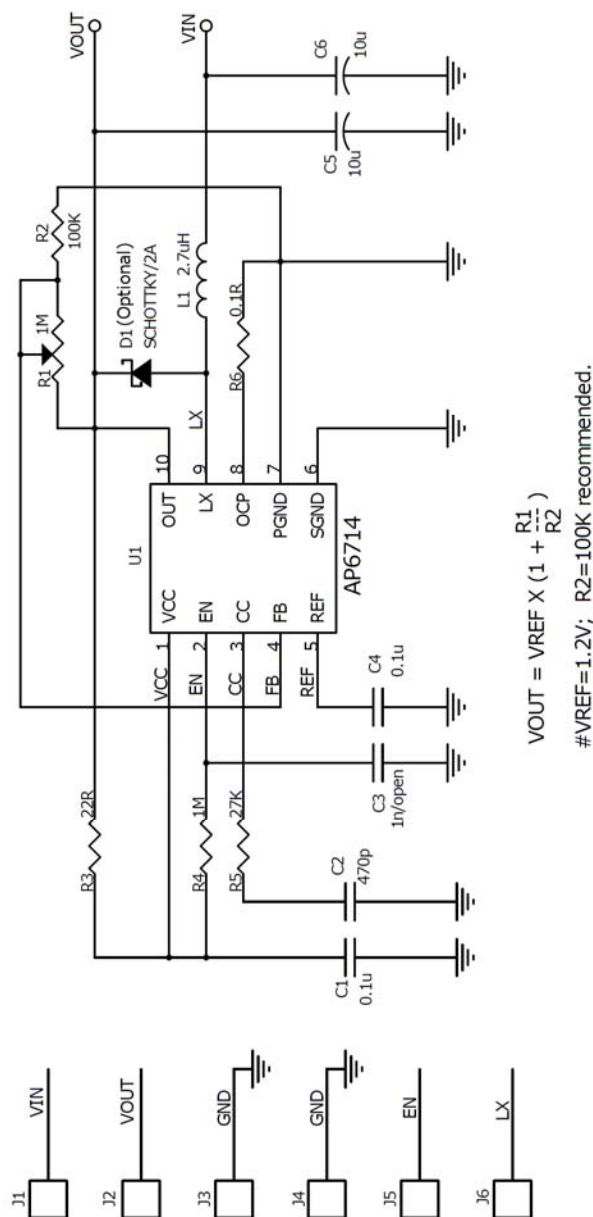 J1
VIN
J2
VOUT
J3
GND
J4
GND
J5
EN
J6
LX
R3
22R
R4
1M
R5
27K
C1
0.1u
C2
470p
C3
1n/open
C4
0.1u
VCC
1
EN
2
CC
3
FB
4
REF
5
U1
VCC
EN
CC
FB
REF
OUT
LX
OCP
PGND
SGND
AP6714
10
9
8
7
6
LX
R1
1M
R2
100K
D1(Optional)
SCHOTTKY/2A
L1
2.7uH
R6
0.1R
C5
10u
C6
10u
VOUT
VIN
VOUT = VREF X (1 + R1
----
R2 )
#VREF=1.2V; R2=100K recommended.